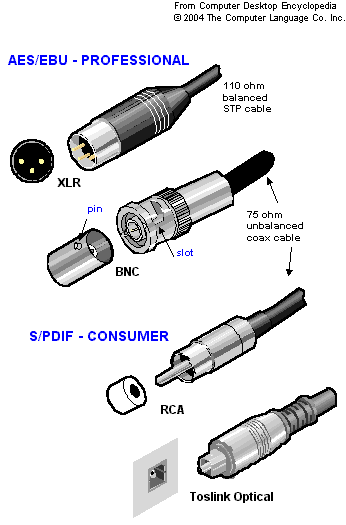 From Computer Desktop Encyclopedia
© 2004 The Computer Language Co. Inc.
AES/EBU - PROFESSIONAL
110 ohm
balanced
STP cable
XLR
pin
75 ohm
unbalanced
coax cable
slot
BNC
S/PDIF - CONSUMER
RCA
Toslink Optical